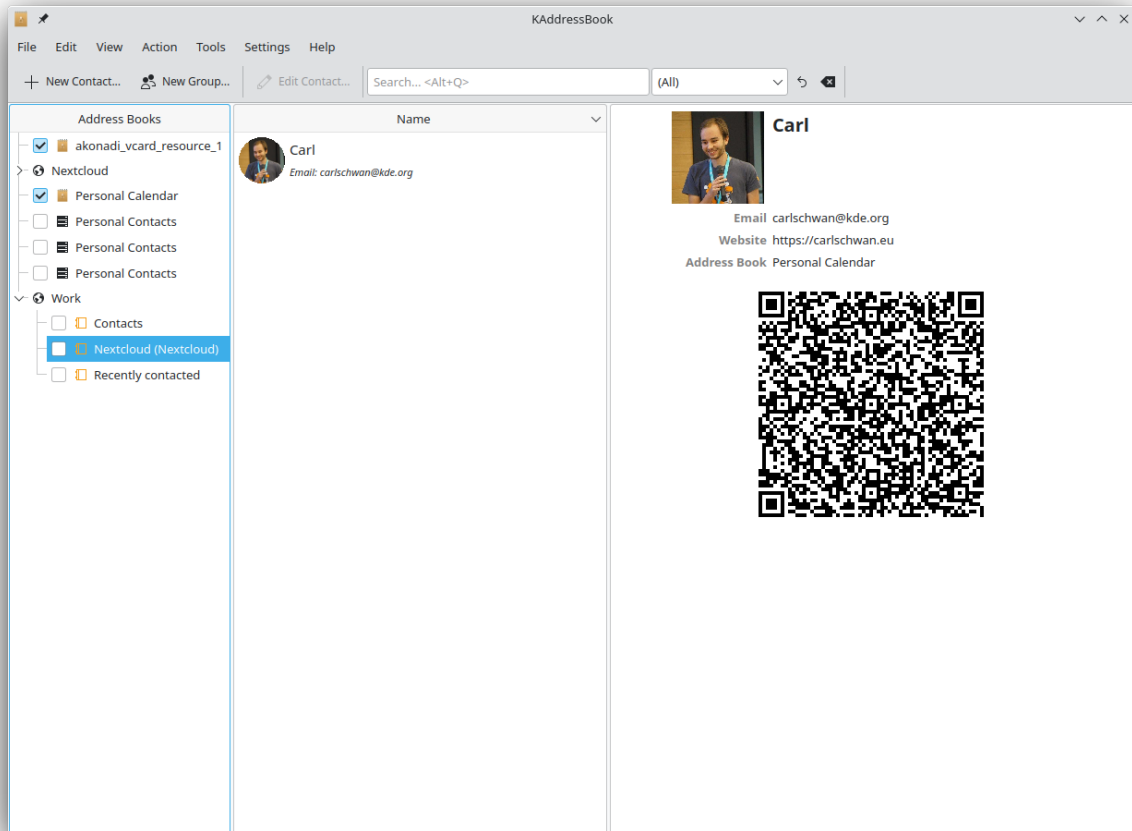 KAddressBook
File Edit View Action Tools Settings Help
New Contact... New Group... Edit Contact... Search... <Alt+Q> (All)
Address Books
akonadi_vcard_resource_1
Nextcloud
Personal Calendar
Personal Contacts
Personal Contacts
Personal Contacts
Work
Contacts
Nextcloud (Nextcloud)
Recently contacted
Name
Carl
Email: carlschwan@kde.org
Carl
Email carlschwan@kde.org
Website https://carlschwan.eu
Address Book Personal Calendar